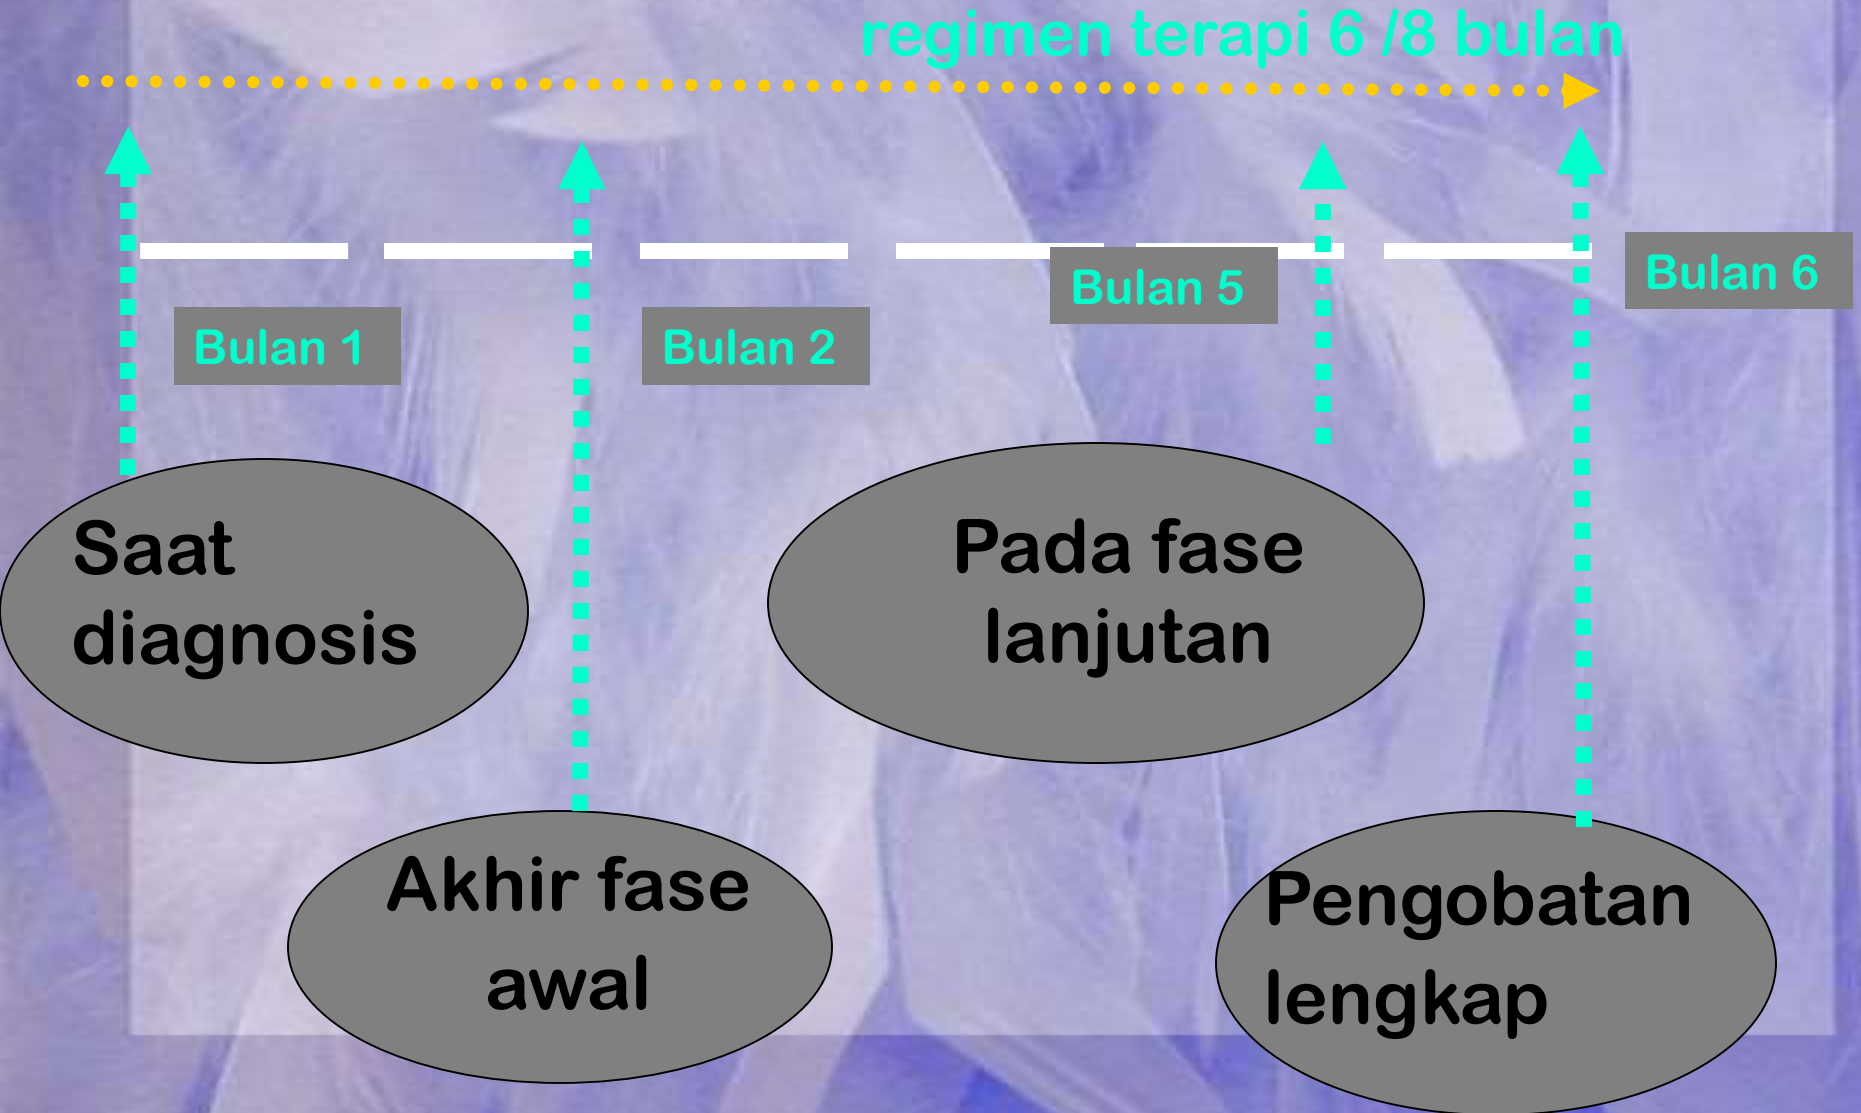 regimen terapi 6 /8 bulan
Bulan 1
Bulan 2
Bulan 5
Bulan 6
Saat
diagnosis
Pada fase
lanjutan
Akhir fase
awal
Pengobatan
lengkap